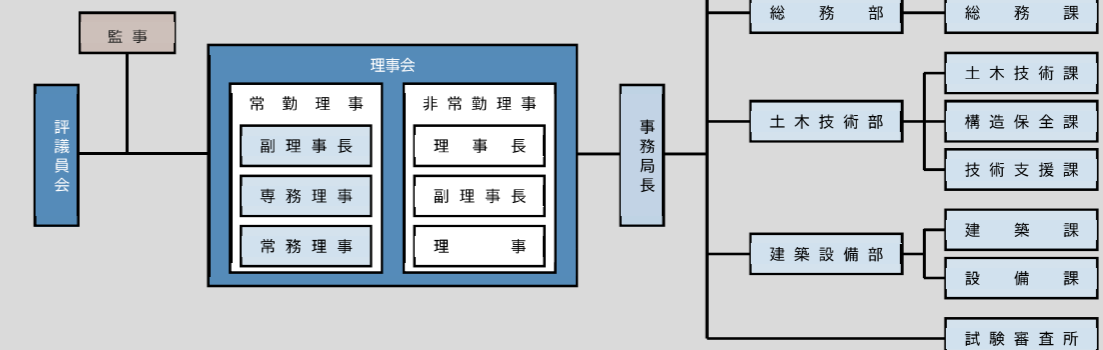 監事
評議員会
理事会
常勤理事
副理事長
専務理事
常務理事
非常勤理事
理事長
副理事長
理事
事務局長
総務部
総務課
土木技術部
土木技術課
構造保全課
技術支援課
建築設備部
建築課
設備課
試験審査所